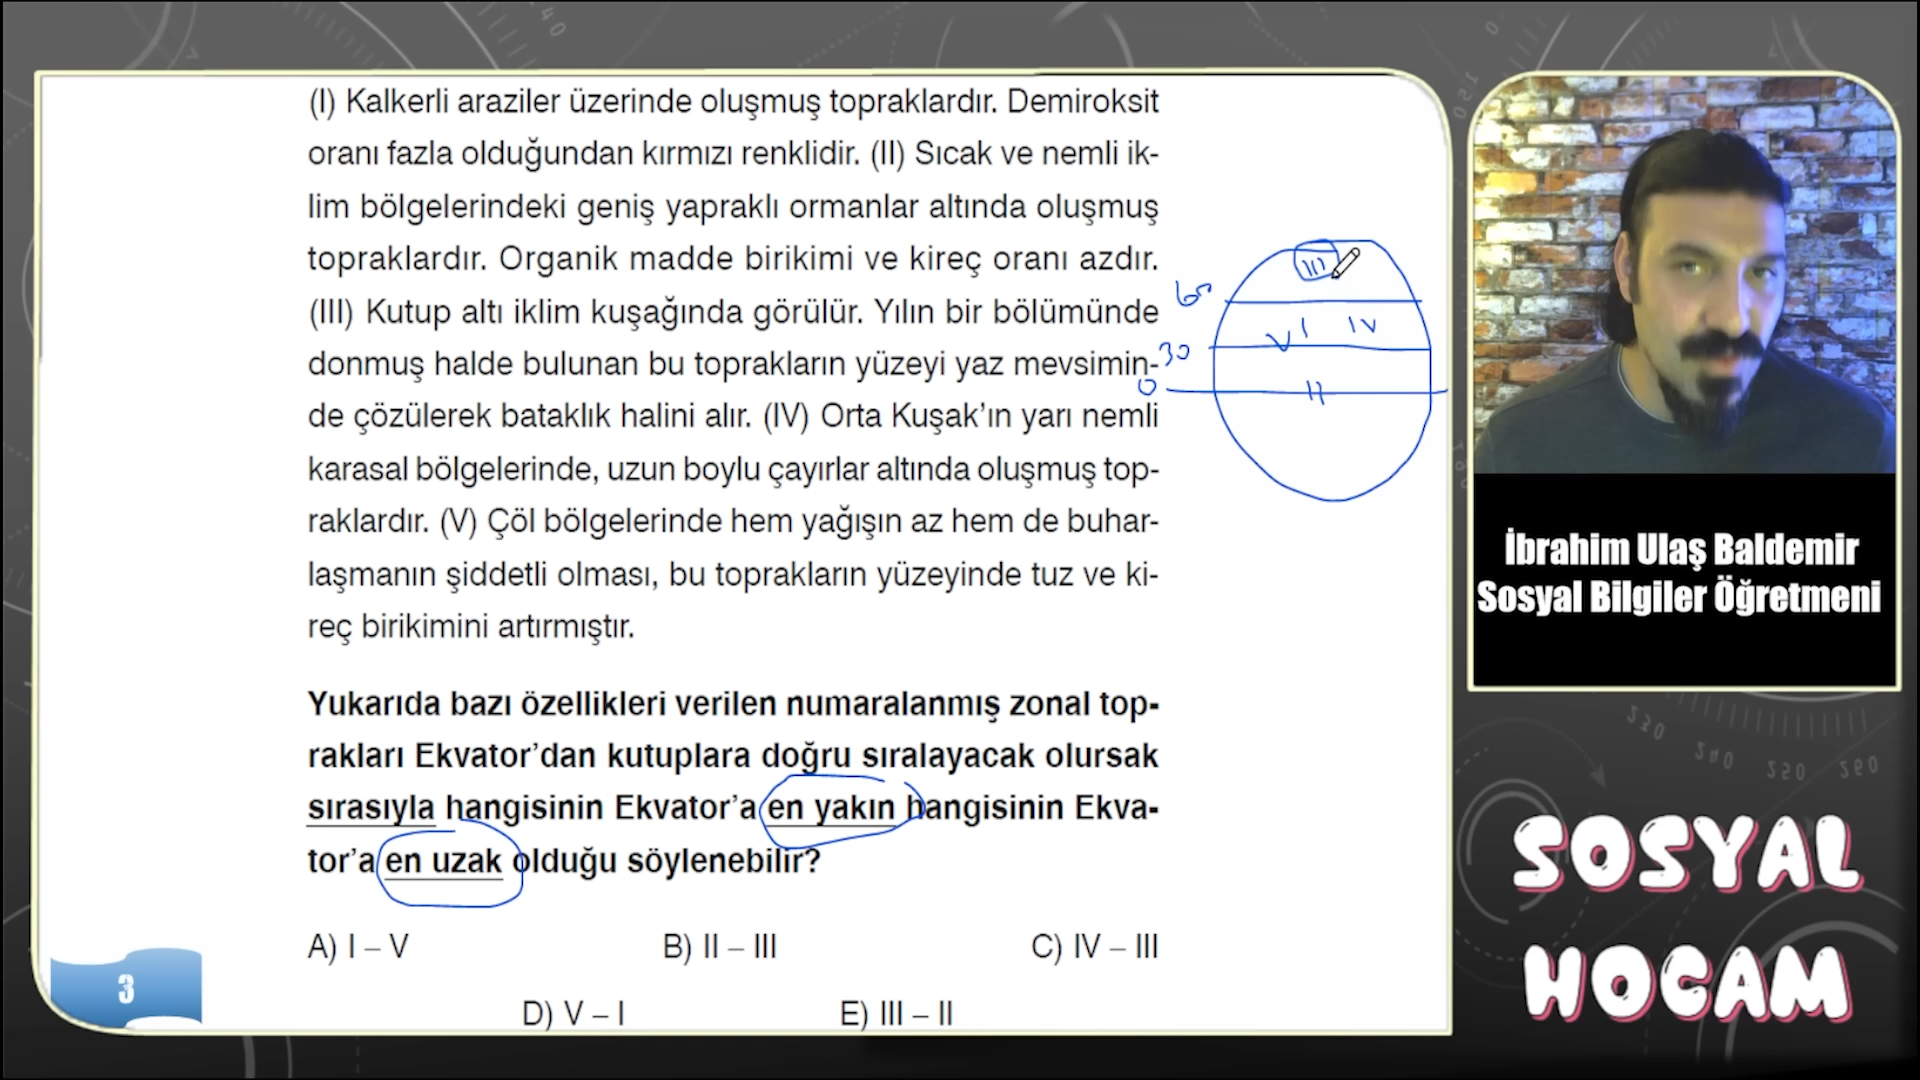 (I) Kalkerli araziler üzerinde oluşmuş topraklardır. Demiroksit
oranı fazla olduğundan kırmızı renklidir. (II) Sıcak ve nemli ik-
lim bölgelerindeki geniş yapraklı ormanlar altında oluşmuş
topraklardır. Organik madde birikimi ve kireç oranı azdır.
(III) Kutup altı iklim kuşağında görülür. Yılın bir bölümünde
donmuş halde bulunan bu toprakların yüzeyi yaz mevsimin-
de çözülerek bataklık halini alır. (IV) Orta Kuşak'ın yarı nemli
karasal bölgelerinde, uzun boylu çayırlar altında oluşmuş top-
raklardır. (V) Çöl bölgelerinde hem yağışın az hem de buhar-
laşmanın şiddetli olması, bu toprakların yüzeyinde tuz ve ki-
reç birikimini artırmıştır.
Yukarıda bazı özellikleri verilen numaralanmış zonal top-
rakları Ekvator'dan kutuplara doğru sıralayacak olursak
sırasıyla hangisinin Ekvator'a en yakın hangisinin Ekva-
tor'a en uzak olduğu söylenebilir?
A) I – V
B) II – III
C) IV – III
D) V – I
E) III – II
3
III
60
V I IV
30
0
II
İbrahim Ulaş Baldemir
Sosyal Bilgiler Öğretmeni
230 240 250 260
SOSYAL
HOCAM